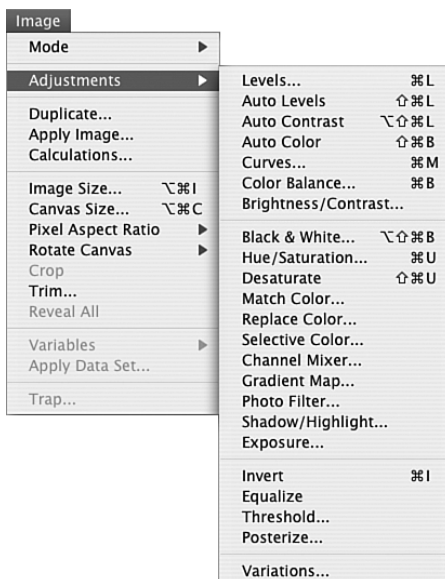 Image
Mode
Adjustments
Duplicate...
Apply Image...
Calculations...
Image Size... ⌥⌘I
Canvas Size... ⌥⌘C
Pixel Aspect Ratio
Rotate Canvas
Crop
Trim...
Reveal All
Variables
Apply Data Set...
Trap...
Levels... ⌘L
Auto Levels ⇧⌘L
Auto Contrast ⌥⇧⌘L
Auto Color ⇧⌘B
Curves... ⌘M
Color Balance... ⌘B
Brightness/Contrast...
Black & White... ⌥⇧⌘B
Hue/Saturation... ⌘U
Desaturate ⇧⌘U
Match Color...
Replace Color...
Selective Color...
Channel Mixer...
Gradient Map...
Photo Filter...
Shadow/Highlight...
Exposure...
Invert ⌘I
Equalize
Threshold...
Posterize...
Variations...